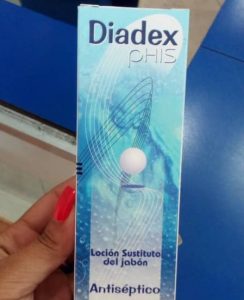 Diadex
pHIS
Loción Sustituto
del jabón
Antiséptico